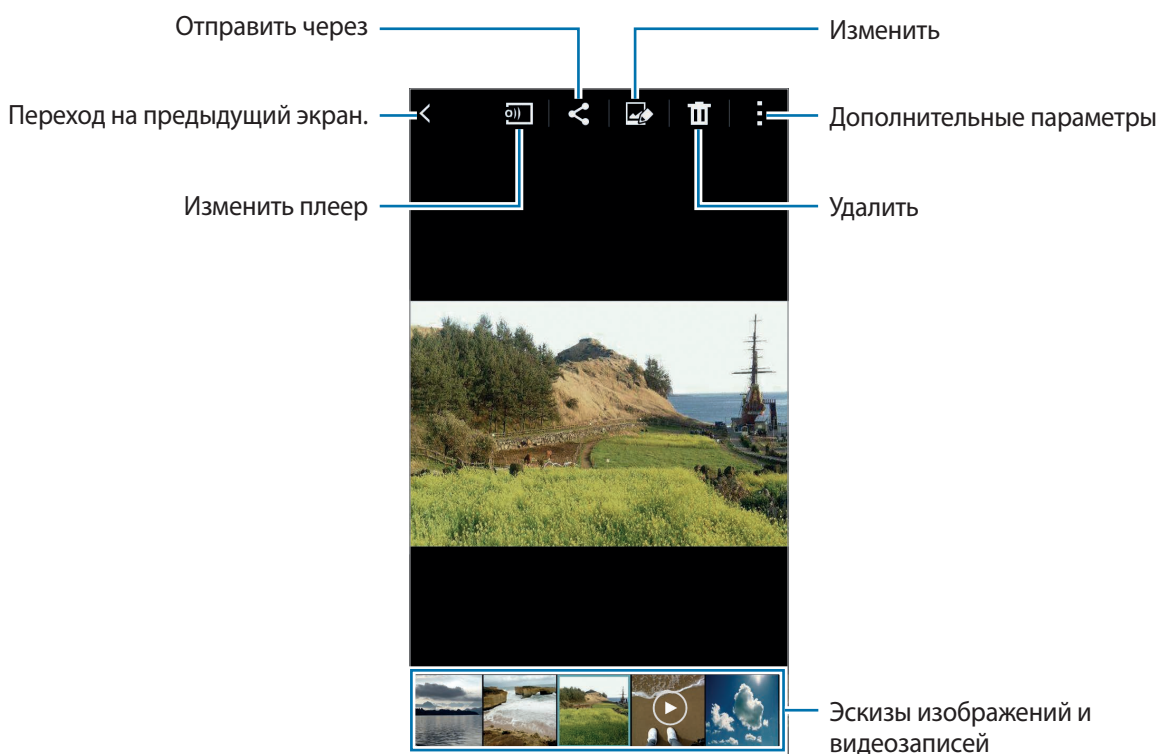 Отправить через
Изменить
Переход на предыдущий экран.
Дополнительные параметры
Изменить плеер
Удалить
Эскизы изображений и
видеозаписей